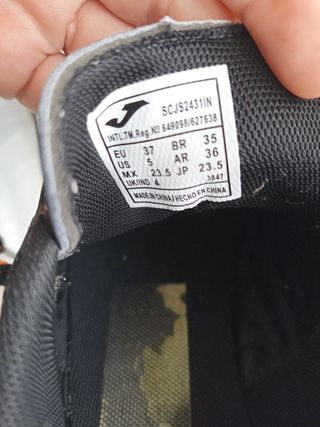 SCJS2431IN
INTL.TM.Reg.Nº 649098/627638
EU 37 BR 35
US 5 AR 36
MX 23.5 JP 23.5
UK/IND 4 3847
MADE IN CHINA/HECHO EN CHINA